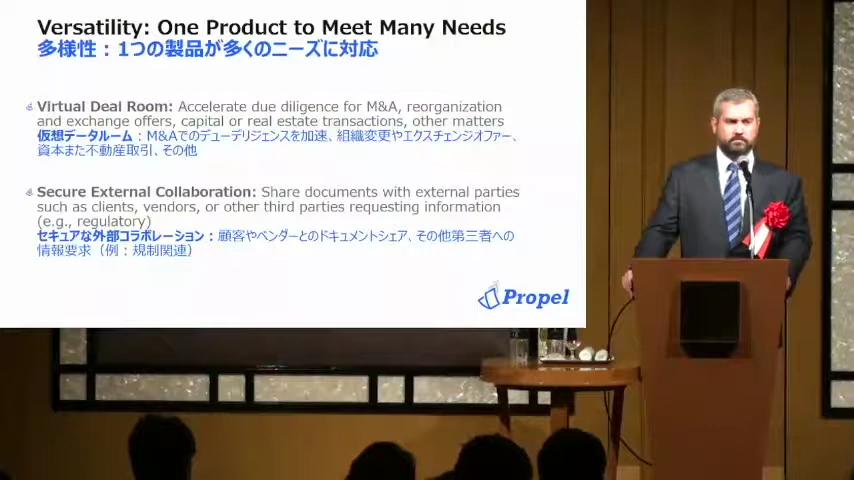 Versatility: One Product to Meet Many Needs
多様性：1つの製品が多くのニーズに対応
Virtual Deal Room: Accelerate due diligence for M&A, reorganization
and exchange offers, capital or real estate transactions, other matters
仮想データルーム：M&Aでのデューデリジェンスを加速、組織変更やエクスチェンジオファー、
資本また不動産取引、その他
Secure External Collaboration: Share documents with external parties
such as clients, vendors, or other third parties requesting information
(e.g., regulatory)
セキュアな外部コラボレーション：顧客やベンダーとのドキュメントシェア、その他第三者への
情報要求（例：規制関連）
Propel